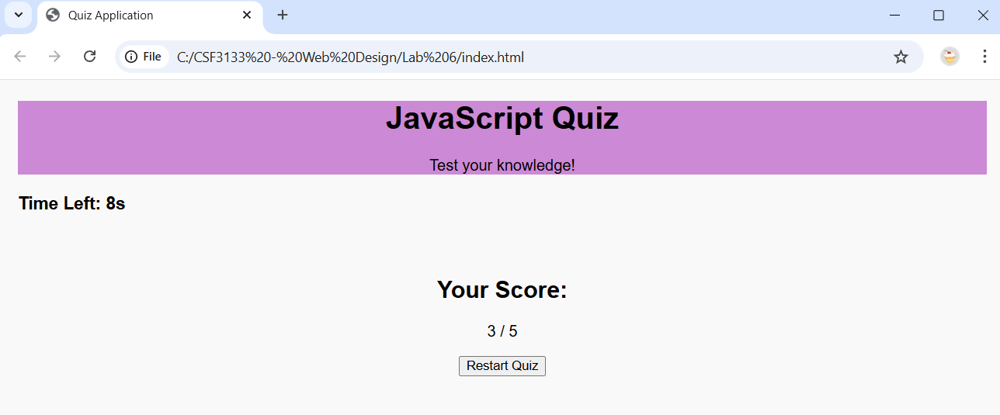 Quiz Application
File C:/CSF3133%20-%20Web%20Design/Lab%206/index.html
JavaScript Quiz
Test your knowledge!
Time Left: 8s
Your Score:
3 / 5
Restart Quiz